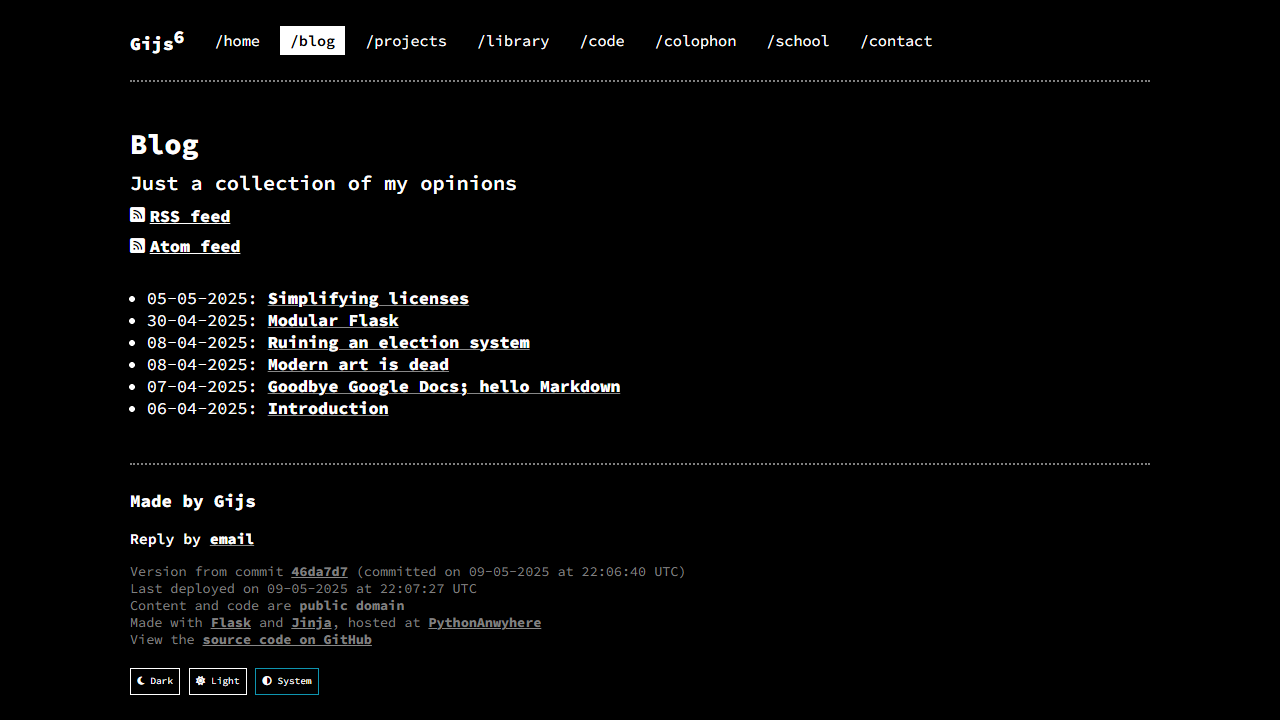 Gijs6 /home /blog /projects /library /code /colophon /school /contact
Blog
Just a collection of my opinions
RSS feed
Atom feed
• 05-05-2025: Simplifying licenses
• 30-04-2025: Modular Flask
• 08-04-2025: Ruining an election system
• 08-04-2025: Modern art is dead
• 07-04-2025: Goodbye Google Docs; hello Markdown
• 06-04-2025: Introduction
Made by Gijs
Reply by email
Version from commit 46da7d7 (committed on 09-05-2025 at 22:06:40 UTC)
Last deployed on 09-05-2025 at 22:07:27 UTC
Content and code are public domain
Made with Flask and Jinja, hosted at PythonAnwyhere
View the source code on GitHub
Dark Light System